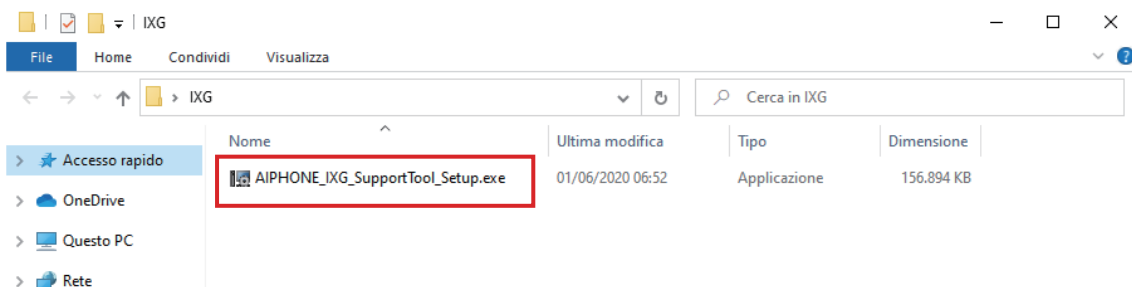 IXG
File Home Condividi Visualizza
IXG Cerca in IXG
Nome Ultima modifica Tipo Dimensione
Accesso rapido
AIPHONE_IXG_SupportTool_Setup.exe 01/06/2020 06:52 Applicazione 156.894 KB
OneDrive
Questo PC
Rete